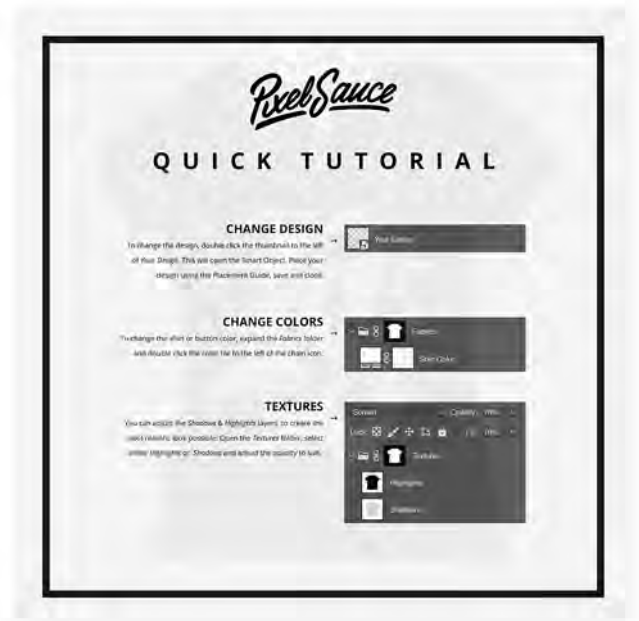 PixelSauce
QUICK TUTORIAL
CHANGE DESIGN
To change the design, double click the thumbnail to the left
of Your Design. This will open the Smart Object. Place your
design using the Placement Guide, save and close.
Your Design
CHANGE COLORS
To change the shirt or button color, expand the Fabrics folder
and double click the color tile to the left of the chain icon.
Fabrics
Shirt Color
TEXTURES
You can adjust the Shadows & Highlights layers, to create the
most realistic look possible. Open the Textures folder, select
either Highlights or Shadows and adjust the opacity to suit.
Screen Opacity:
Lock: Fill:
Textures
Highlights
Shadows